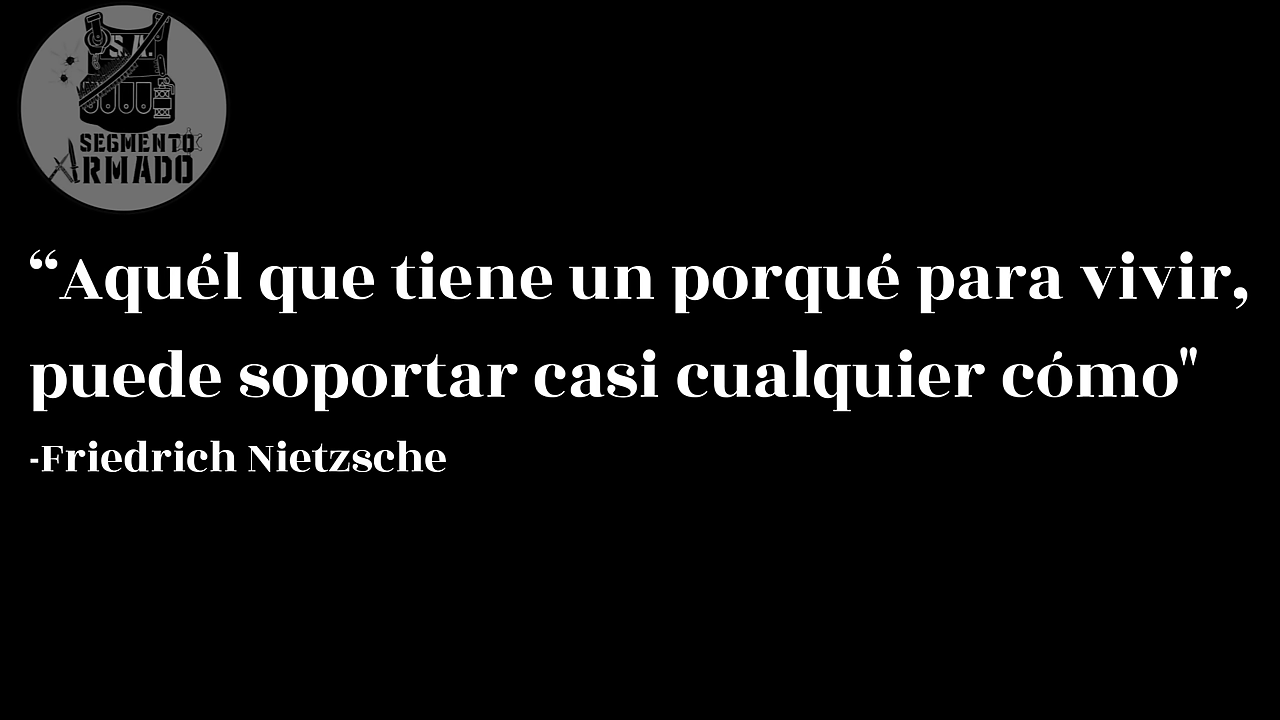 S.A.
SEGMENTO
ARMADO
“Aquél que tiene un porqué para vivir,
puede soportar casi cualquier cómo"
-Friedrich Nietzsche